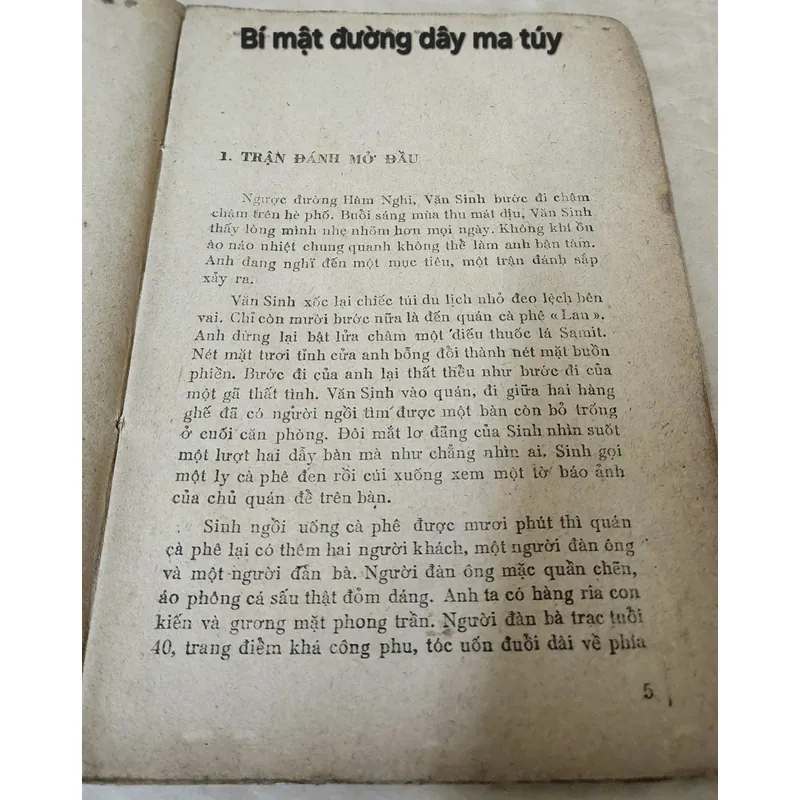 Bí mật đường dây ma túy
1. TRẬN ĐÁNH MỞ ĐẦU
Ngược đường Hàm Nghi, Văn Sinh bước đi chậm
chậm trên hè phố. Buổi sáng mùa thu mát dịu, Văn Sinh
thấy lòng mình nhẹ nhõm hơn mọi ngày. Không khí ồn
ào náo nhiệt chung quanh không thể làm anh bận tâm.
Anh đang nghĩ đến một mục tiêu, một trận đánh sắp
xảy ra.
Văn Sinh xốc lại chiếc túi du lịch nhỏ đeo lệch bên
vai. Chỉ còn mười bước nữa là đến quán cà phê «Lan».
Anh dừng lại bật lửa châm một điếu thuốc lá Samit.
Nét mặt tươi tỉnh của anh bỗng đổi thành nét mặt buồn
phiền. Bước đi của anh lại thất thểu như bước đi của
một gã thất tình. Văn Sinh vào quán, đi giữa hai hàng
ghế đã có người ngồi tìm được một bàn còn bỏ trống
ở cuối căn phòng. Đôi mắt lơ đãng của Sinh nhìn suốt
một lượt hai dẫy bàn mà như chẳng nhìn ai. Sinh gọi
một ly cà phê đen rồi cúi xuống xem một tờ báo ảnh
của chủ quán để trên bàn.
Sinh ngồi uống cà phê được mươi phút thì quán
cà phê lại có thêm hai người khách, một người đàn ông
và một người đàn bà. Người đàn ông mặc quần chẽn,
áo phông cá sấu thật đỏm dáng. Anh ta có hàng ria con
kiến và gương mặt phong trần. Người đàn bà trạc tuổi
40, trang điểm khá công phu, tóc uốn đuôi dài về phía
5